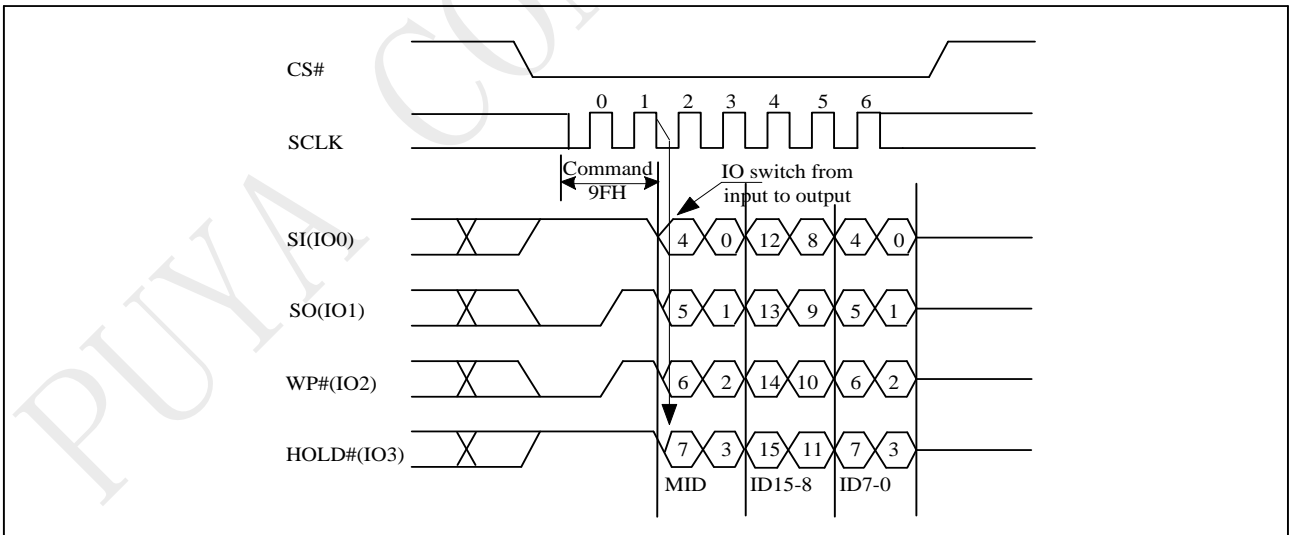 PUYA CON
CS#
0 1 2 3 4 5 6
SCLK
Command
9FH
IO switch from
input to output
SI(IO0)
4 0 12 8 4 0
SO(IO1)
5 1 13 9 5 1
WP#(IO2)
6 2 14 10 6 2
HOLD#(IO3)
7 3 15 11 7 3
MID ID15-8 ID7-0